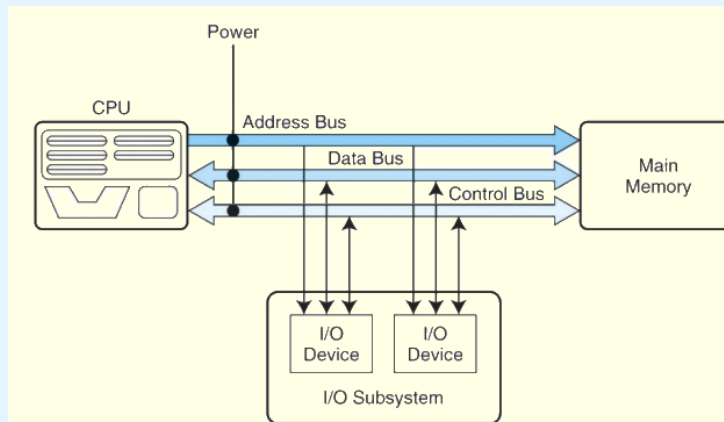 Power
CPU
Address Bus
Data Bus
Control Bus
Main
Memory
I/O
Device
I/O
Device
I/O Subsystem